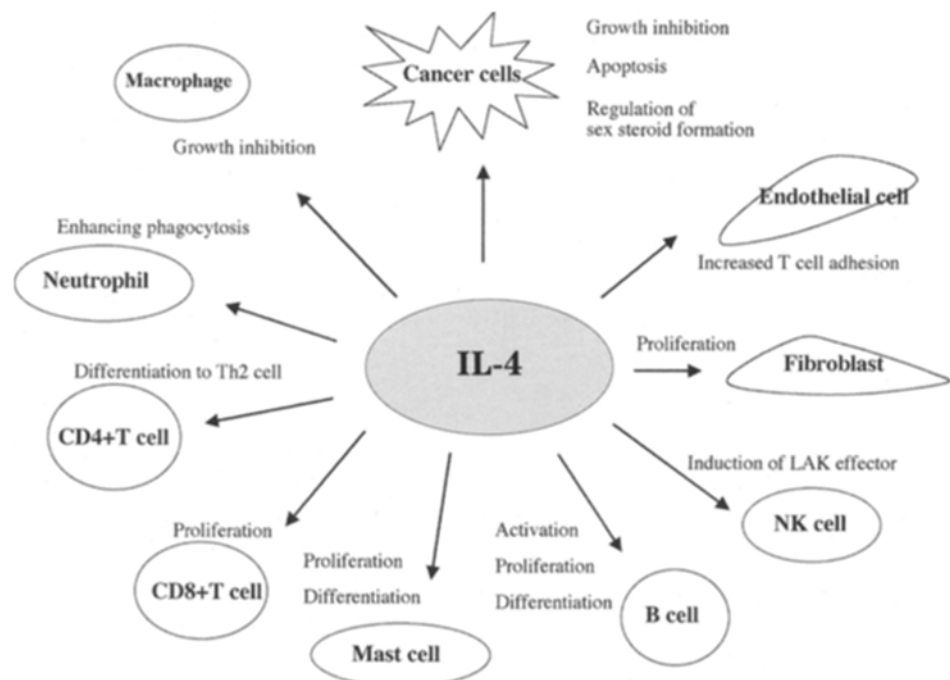 Growth inhibition
Cancer cells
Apoptosis
Macrophage
Regulation of
sex steroid formation
Growth inhibition
Endothelial cell
Enhancing phagocytosis
Neutrophil
Increased T cell adhesion
Proliferation
IL-4
Fibroblast
Differentiation to Th2 cell
CD4+T cell
Induction of LAK effector
NK cell
Proliferation
CD8+T cell
Proliferation
Differentiation
Mast cell
Activation
Proliferation
Differentiation
B cell